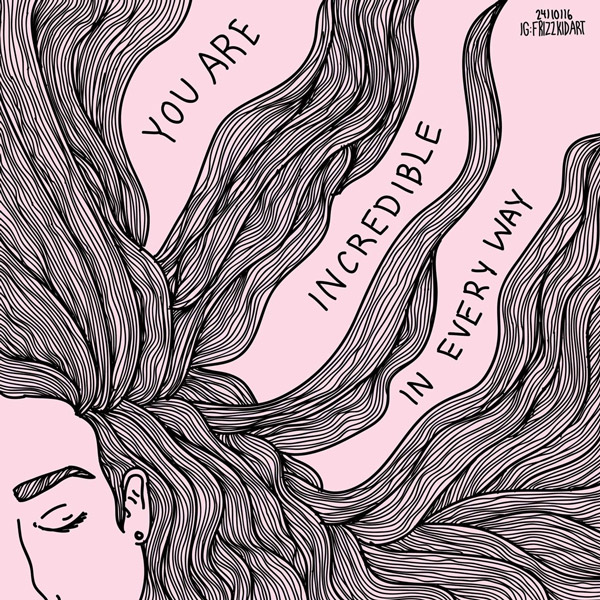 24|10|16
IG:FRIZZKIDART
YOU ARE
INCREDIBLE
IN EVERY WAY